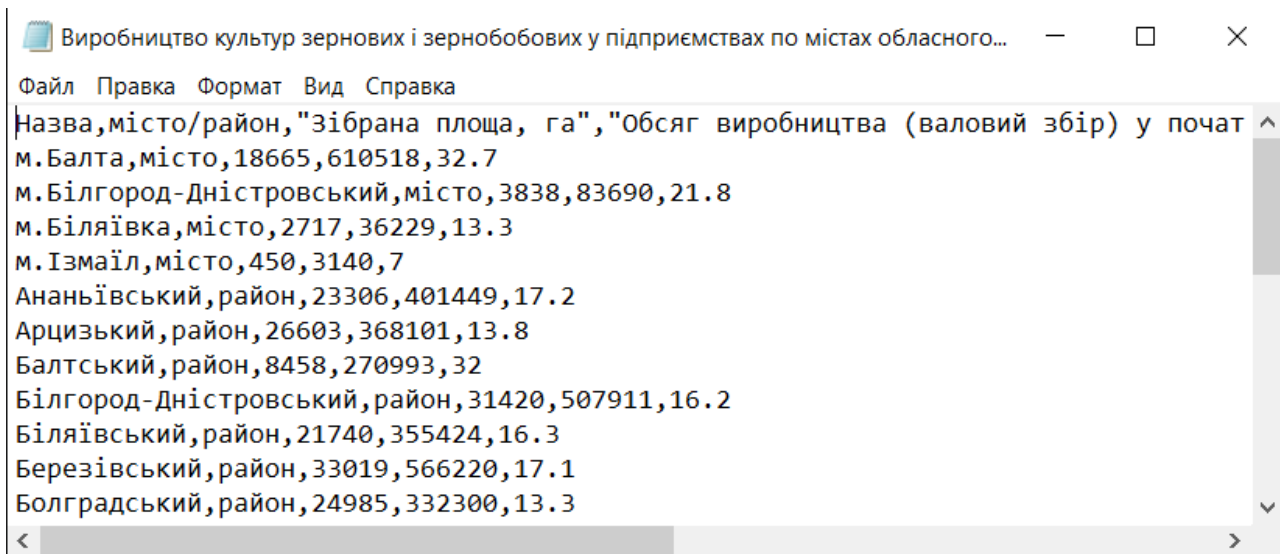 Виробництво культур зернових і зернобобових у підприємствах по містах обласного...
Файл Правка Формат Вид Справка
Назва,місто/район,"Зібрана площа, га","Обсяг виробництва (валовий збір) у почат
м.Балта,місто,18665,610518,32.7
м.Білгород-Дністровський,місто,3838,83690,21.8
м.Біляївка,місто,2717,36229,13.3
м.Ізмаїл,місто,450,3140,7
Ананьївський,район,23306,401449,17.2
Арцизький,район,26603,368101,13.8
Балтський,район,8458,270993,32
Білгород-Дністровський,район,31420,507911,16.2
Біляївський,район,21740,355424,16.3
Березівський,район,33019,566220,17.1
Болградський,район,24985,332300,13.3